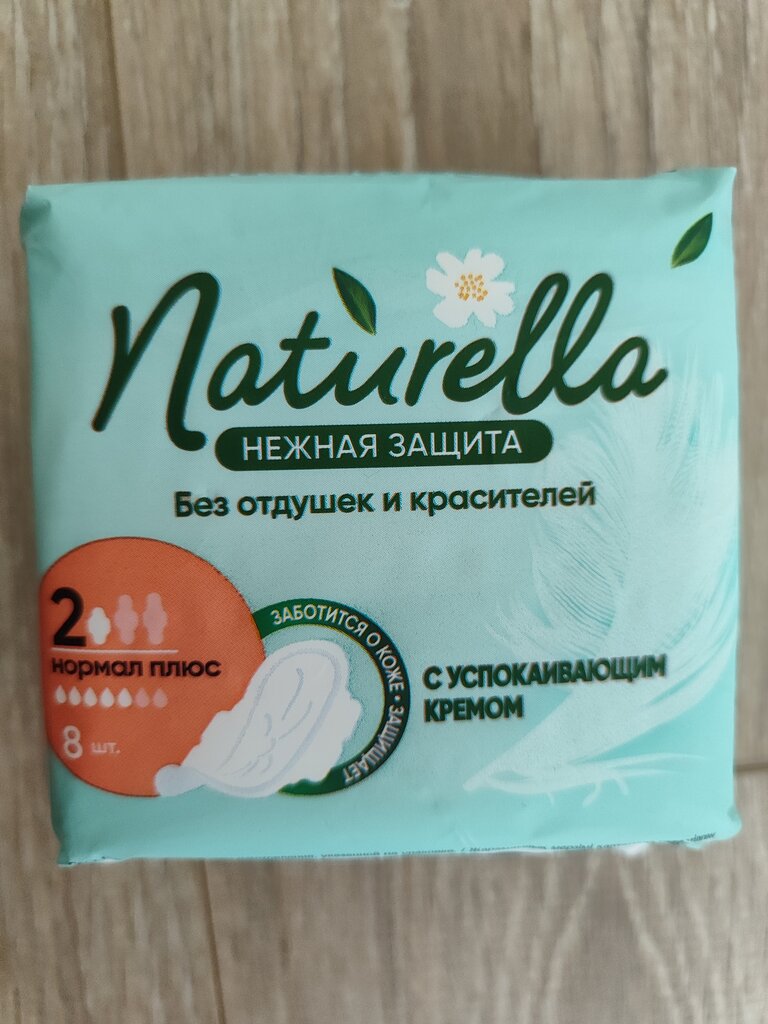 Naturella
НЕЖНАЯ ЗАЩИТА
Без отдушек и красителей
2
нормал плюс
8 шт.
ЗАБОТИТСЯ О КОЖЕ • ЗАЩИЩАЕТ
С УСПОКАИВАЮЩИМ
КРЕМОМ